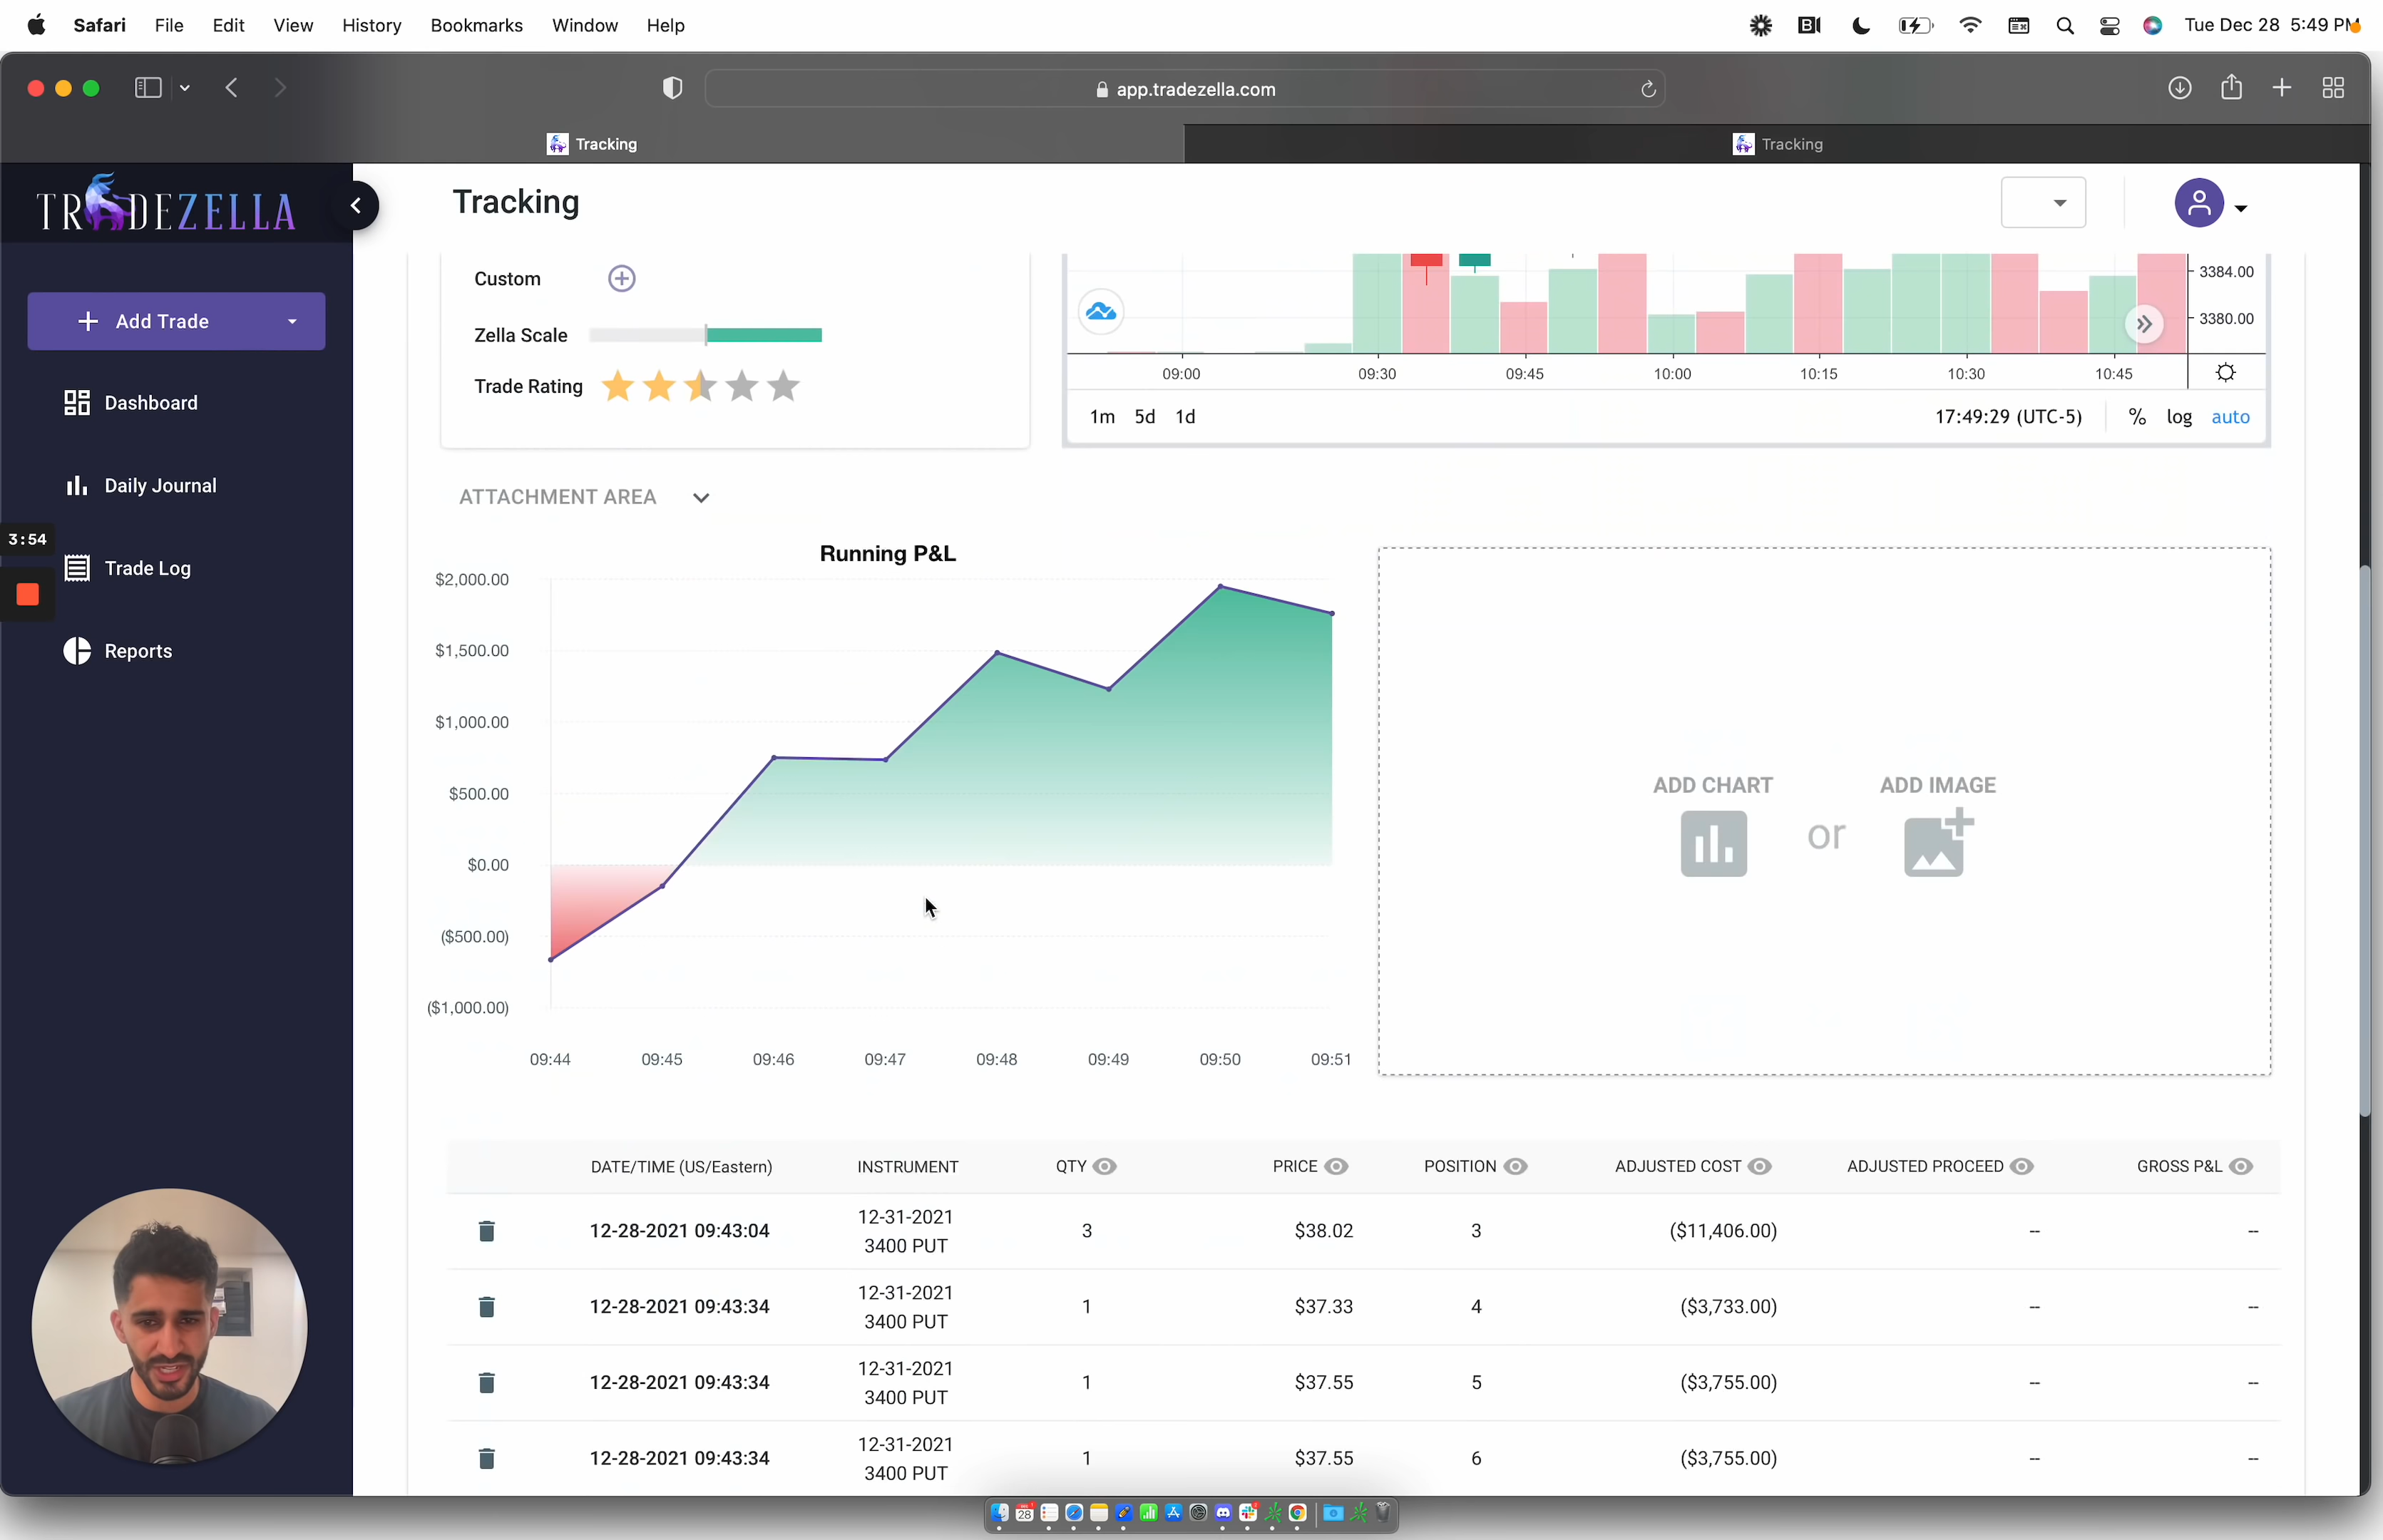 Safari File Edit View History Bookmarks Window Help
Tue Dec 28 5:49 PM
app.tradezella.com
Tracking
Tracking
TRADEZELLA
Tracking
Add Trade
Dashboard
Daily Journal
3:54
Trade Log
Reports
Custom
Zella Scale
Trade Rating
3384.00
3380.00
09:00 09:30 09:45 10:00 10:15 10:30 10:45
1m 5d 1d 17:49:29 (UTC-5) % log auto
ATTACHMENT AREA
Running P&L
$2,000.00
$1,500.00
$1,000.00
$500.00
$0.00
($500.00)
($1,000.00)
09:44 09:45 09:46 09:47 09:48 09:49 09:50 09:51
ADD CHART or ADD IMAGE
DATE/TIME (US/Eastern) INSTRUMENT QTY PRICE POSITION ADJUSTED COST ADJUSTED PROCEED GROSS P&L
12-28-2021 09:43:04 12-31-2021 3400 PUT 3 $38.02 3 ($11,406.00) -- --
12-28-2021 09:43:34 12-31-2021 3400 PUT 1 $37.33 4 ($3,733.00) -- --
12-28-2021 09:43:34 12-31-2021 3400 PUT 1 $37.55 5 ($3,755.00) -- --
12-28-2021 09:43:34 12-31-2021 3400 PUT 1 $37.55 6 ($3,755.00) -- --
28